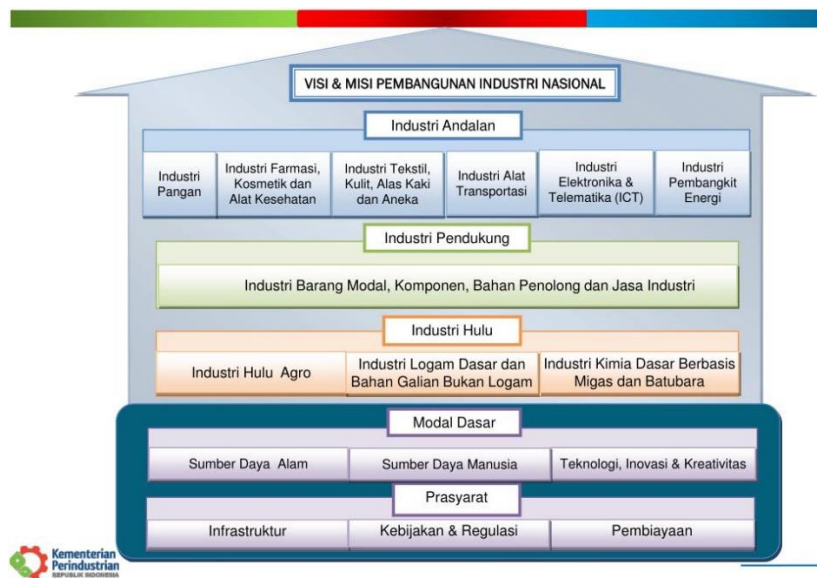 VISI & MISI PEMBANGUNAN INDUSTRI NASIONAL
Industri Andalan
Industri
Pangan
Industri Farmasi,
Kosmetik dan
Alat Kesehatan
Industri Tekstil,
Kulit, Alas Kaki
dan Aneka
Industri Alat
Transportasi
Industri
Elektronika &
Telematika (ICT)
Industri
Pembangkit
Energi
Industri Pendukung
Industri Barang Modal, Komponen, Bahan Penolong dan Jasa Industri
Industri Hulu
Industri Hulu Agro
Industri Logam Dasar dan
Bahan Galian Bukan Logam
Industri Kimia Dasar Berbasis
Migas dan Batubara
Modal Dasar
Sumber Daya Alam
Sumber Daya Manusia
Teknologi, Inovasi & Kreativitas
Prasyarat
Infrastruktur
Kebijakan & Regulasi
Pembiayaan
Kementerian
Perindustrian
REPUBLIK INDONESIA